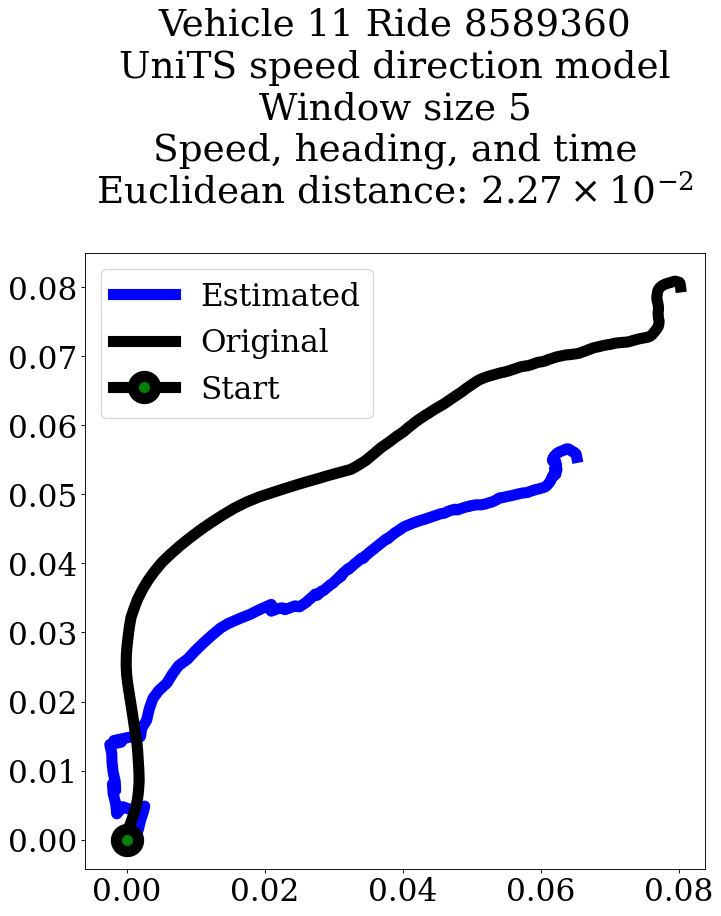 Vehicle 11 Ride 8589360
UniTS speed direction model
Window size 5
Speed, heading, and time
Euclidean distance: 2.27 × 10⁻²
Estimated
Original
Start
0.08
0.07
0.06
0.05
0.04
0.03
0.02
0.01
0.00
0.00 0.02 0.04 0.06 0.08